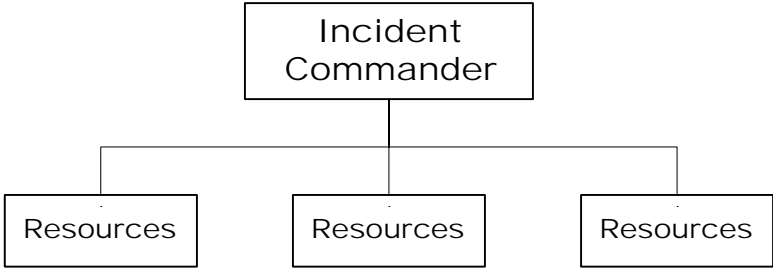 Incident
Commander
Resources
Resources
Resources